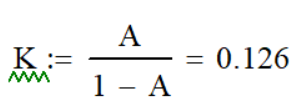 K := A / (1 − A) = 0.126